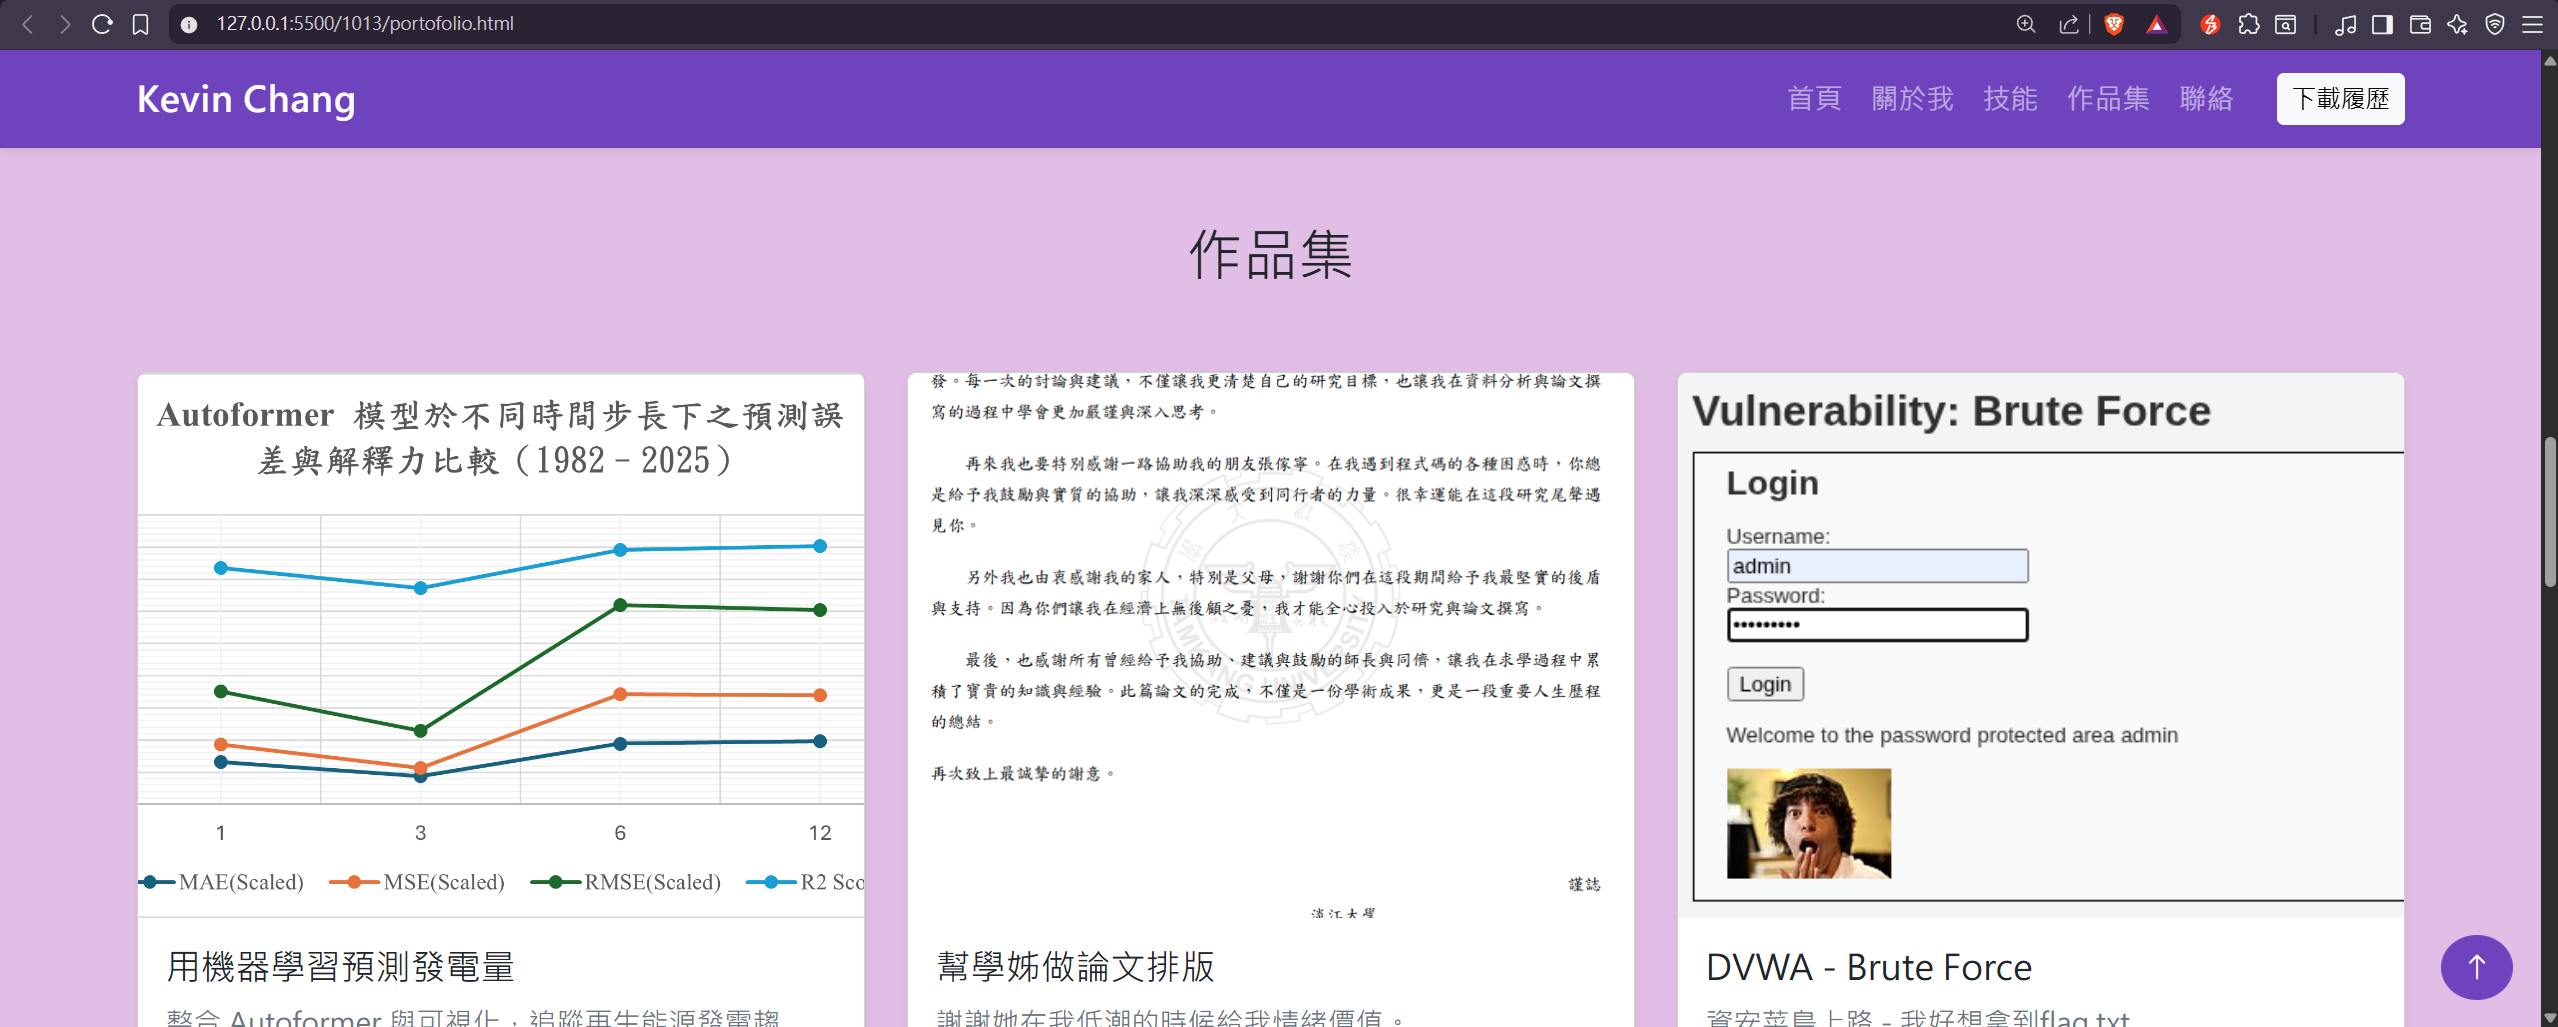 127.0.0.1:5500/1013/portofolio.html
Kevin Chang
首頁 關於我 技能 作品集 聯絡 下載履歷
作品集
Autoformer 模型於不同時間步長下之預測誤
差與解釋力比較（1982－2025）
1 3 6 12
MAE(Scaled) MSE(Scaled) RMSE(Scaled) R2 Sco
用機器學習預測發電量
整合 Autoformer 與可視化，追蹤再生能源發電趨
發。每一次的討論與建議，不僅讓我更清楚自己的研究目標，也讓我在資料分析與論文撰
寫的過程中學會更加嚴謹與深入思考。
再來我也要特別感謝一路協助我的朋友張傢寧。在我遇到程式碼的各種困惑時，你總
是給予我鼓勵與實質的協助，讓我深深感受到同行者的力量。很幸運能在這段研究尾聲遇
見你。
另外我也由衷感謝我的家人，特別是父母，謝謝你們在這段期間給予我最堅實的後盾
與支持。因為你們讓我在經濟上無後顧之憂，我才能全心投入於研究與論文撰寫。
最後，也感謝所有曾經給予我協助、建議與鼓勵的師長與同儕，讓我在求學過程中累
積了寶貴的知識與經驗。此篇論文的完成，不僅是一份學術成果，更是一段重要人生歷程
的總結。
再次致上最誠摯的謝意。
謹誌
淡江大學
TAMKANG UNIVERSITY
幫學姊做論文排版
謝謝她在我低潮的時候給我情緒價值。
Vulnerability: Brute Force
Login
Username:
admin
Password:
•••••••••
Login
Welcome to the password protected area admin
DVWA - Brute Force
資安菜鳥上路 - 我好想拿到flag.txt